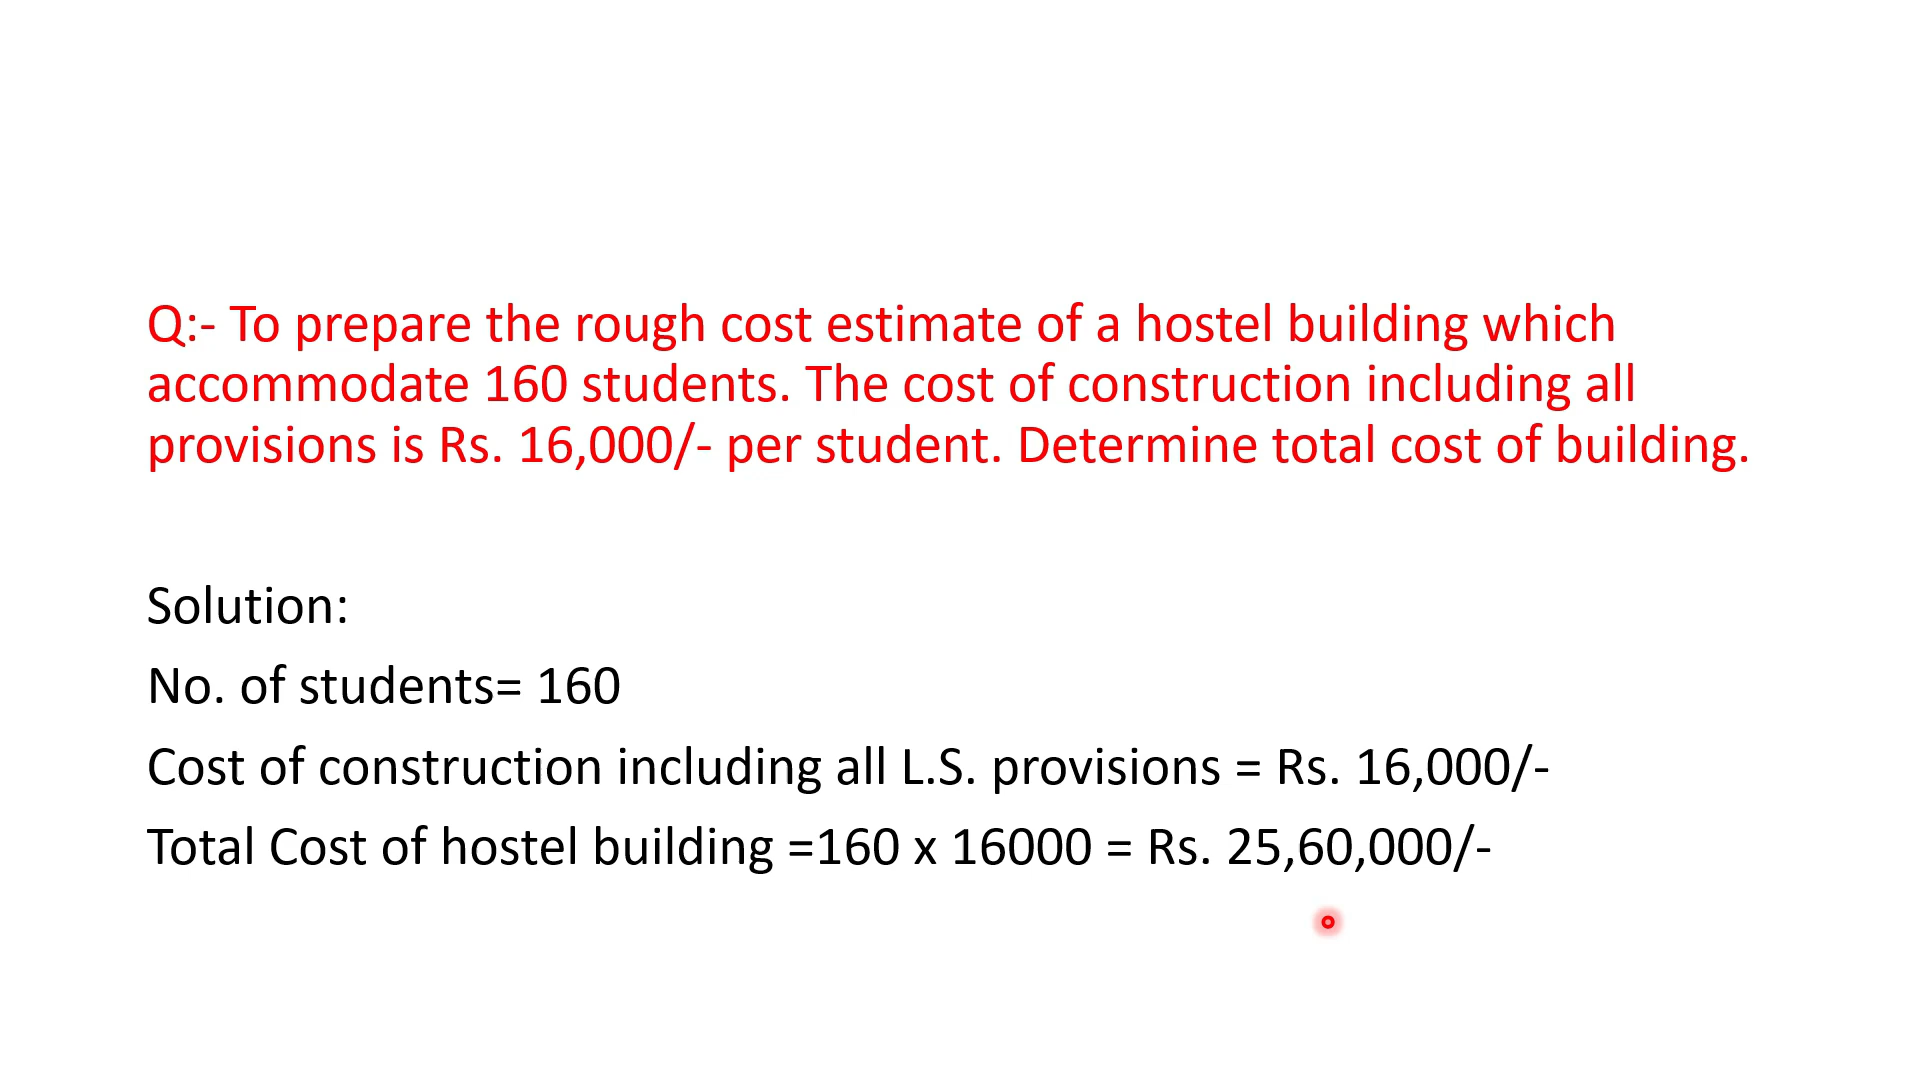 Q:- To prepare the rough cost estimate of a hostel building which
accommodate 160 students. The cost of construction including all
provisions is Rs. 16,000/- per student. Determine total cost of building.
Solution:
No. of students= 160
Cost of construction including all L.S. provisions = Rs. 16,000/-
Total Cost of hostel building =160 x 16000 = Rs. 25,60,000/-